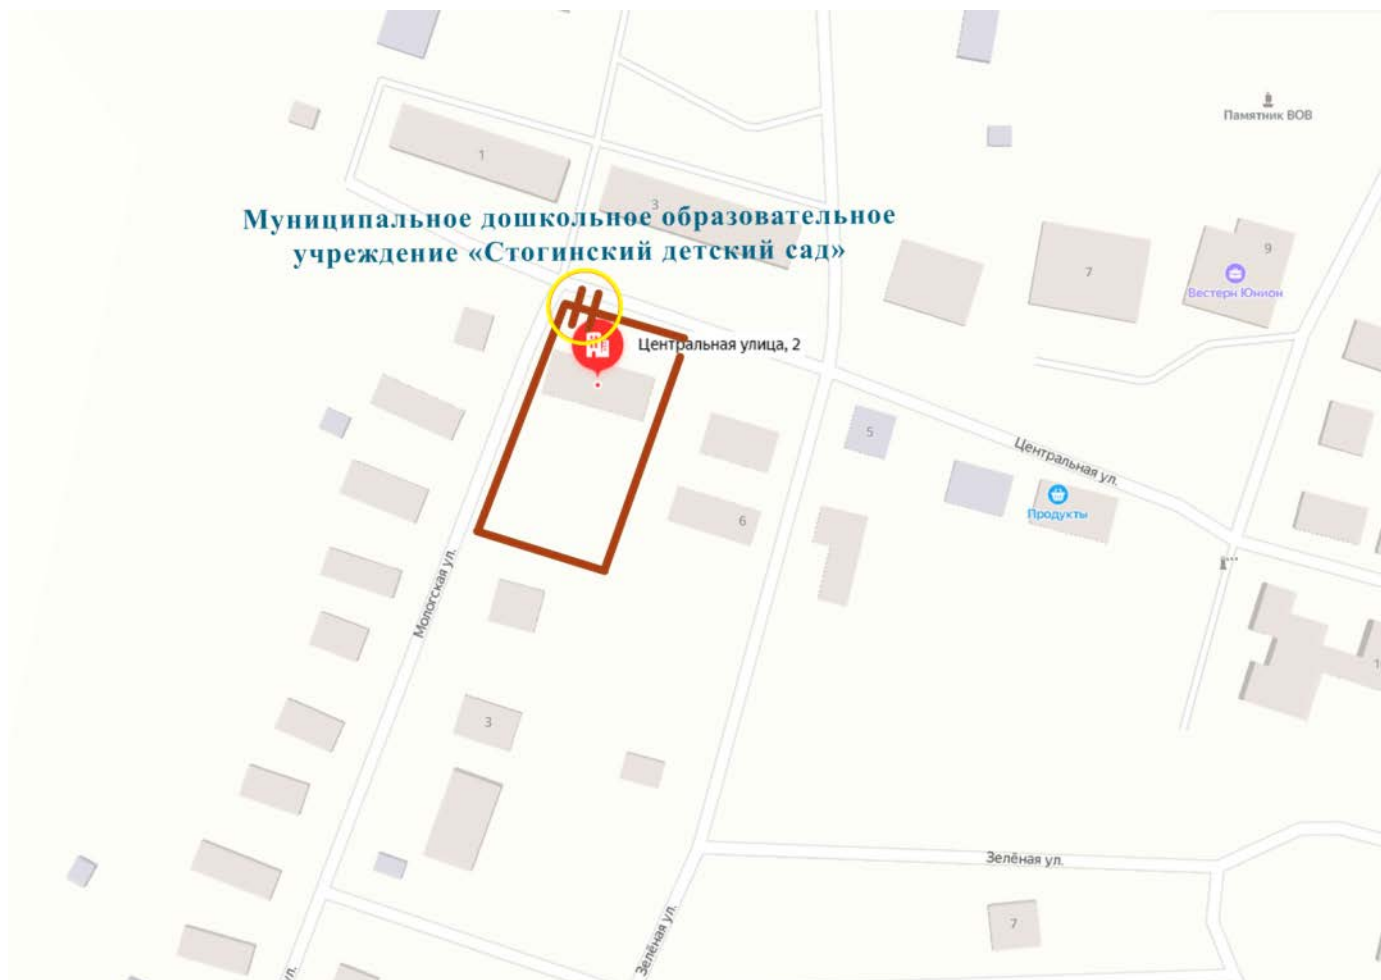 Памятник ВОВ
1
3
Муниципальное дошкольное образовательное
учреждение «Стогинский детский сад»
9
7
Вестерн Юнион
Центральная улица, 2
5
Центральная ул.
Продукты
6
Мологская ул.
3
Зелёная ул.
7
Зелёная ул.
ул.